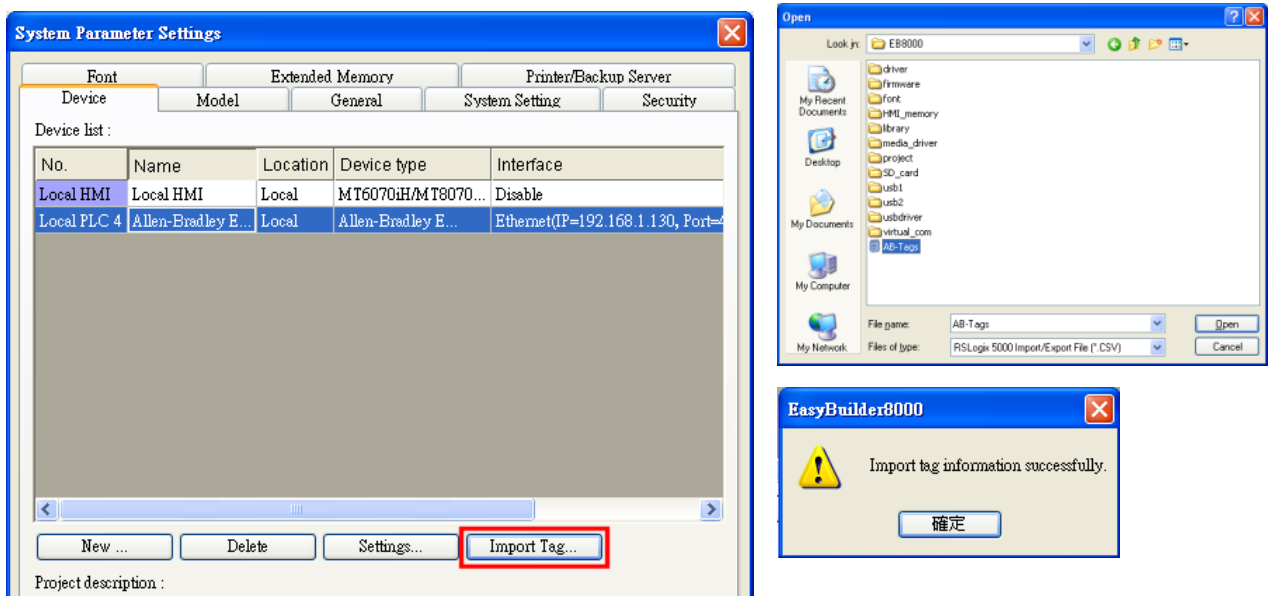 System Parameter Settings
Font Extended Memory Printer/Backup Server
Device Model General System Setting Security
Device list :
No. Name Location Device type Interface
Local HMI Local HMI Local MT6070iH/MT8070... Disable
Local PLC 4 Allen-Bradley E... Local Allen-Bradley E... Ethernet(IP=192.168.1.130, Port=4
New ... Delete Settings... Import Tag...
Project description :
Open
Look in: EB8000
My Recent Documents
Desktop
My Documents
My Computer
My Network
driver
firmware
font
HMI_memory
library
media_driver
project
SD_card
usb1
usb2
usbdriver
virtual_com
AB-Tags
File name: AB-Tags Open
Files of type: RSLogix 5000 Import/Export File (*.CSV) Cancel
EasyBuilder8000
Import tag information successfully.
確定